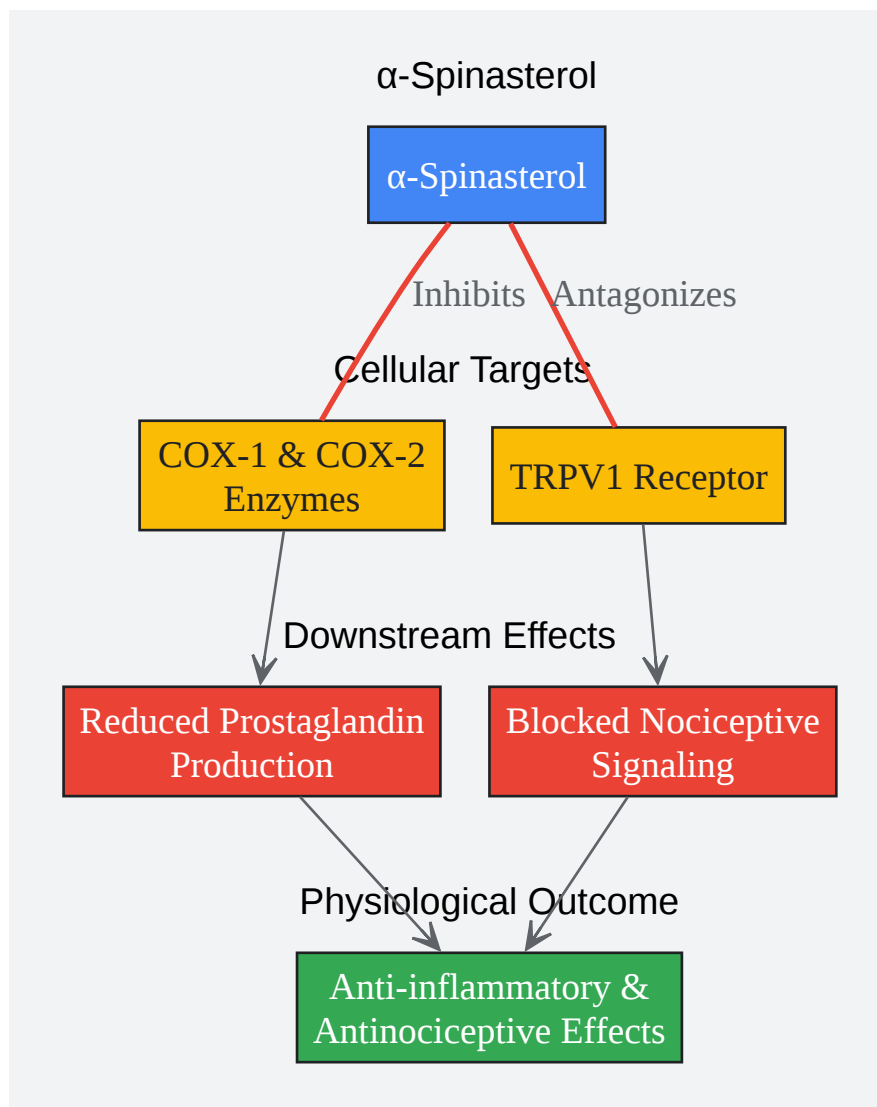 α-Spinasterol
α-Spinasterol
Inhibits
Antagonizes
Cellular Targets
COX-1 & COX-2
Enzymes
TRPV1 Receptor
Downstream Effects
Reduced Prostaglandin
Production
Blocked Nociceptive
Signaling
Physiological Outcome
Anti-inflammatory &
Antinociceptive Effects